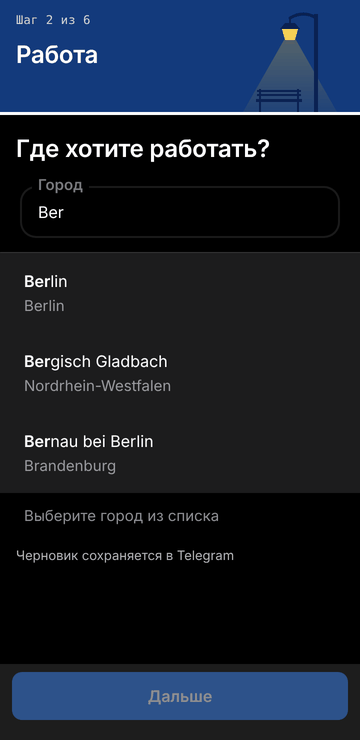 Шаг 2 из 6
Работа
Где хотите работать?
Город
Ber
Berlin
Berlin
Bergisch Gladbach
Nordrhein-Westfalen
Bernau bei Berlin
Brandenburg
Выберите город из списка
Черновик сохраняется в Telegram
Дальше